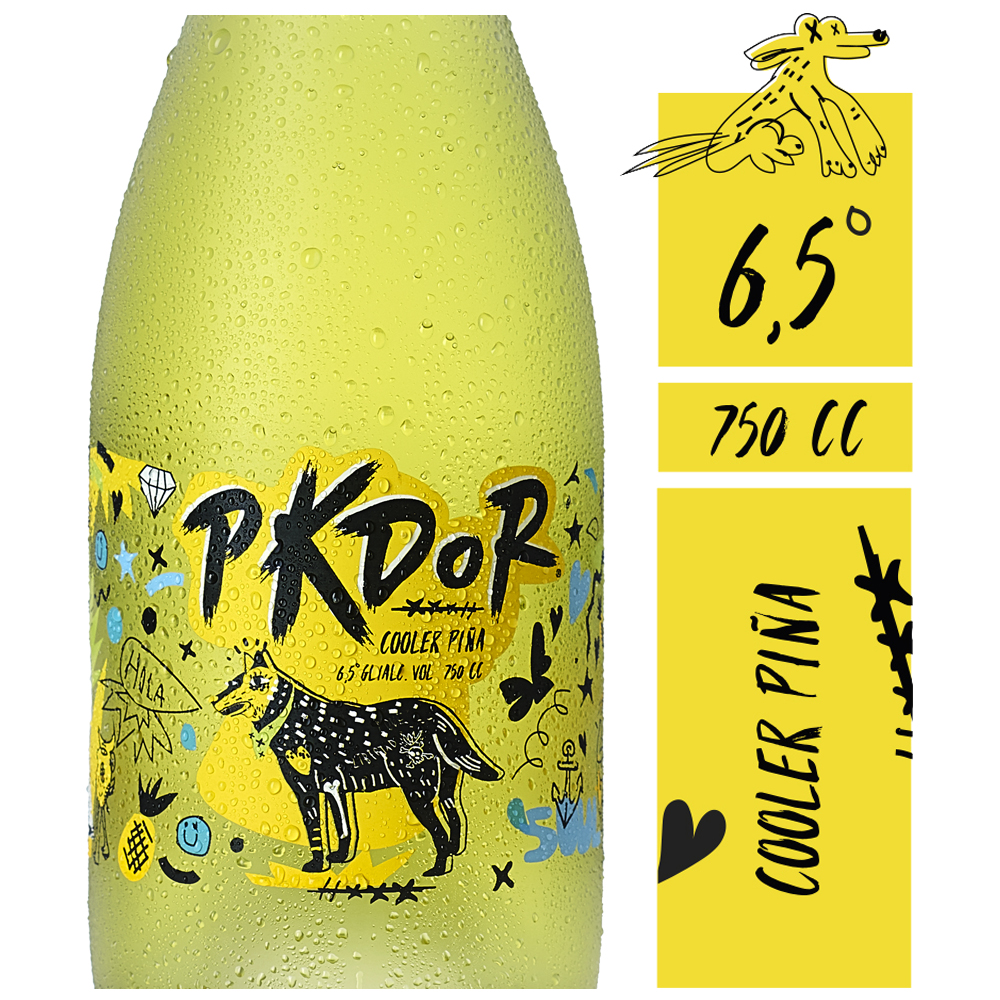 PKDOR
COOLER PIÑA
6,5° GL/ALC. VOL 750 CC
HOLA
6,5°
750 CC
COOLER PIÑA